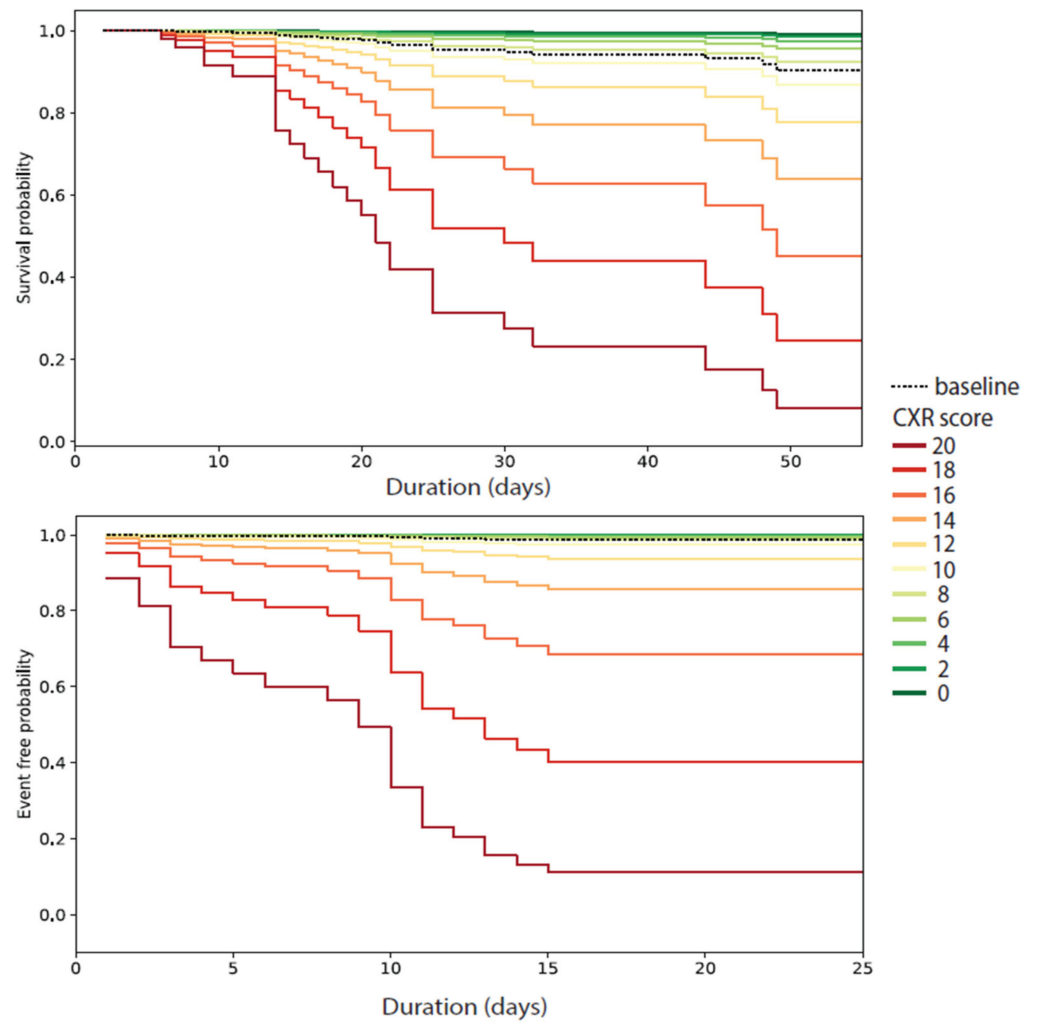 1.0
0.8
0.6
0.4
0.2
0.0
Survival probability
0 10 20 30 40 50
Duration (days)
baseline
CXR score
20
18
16
14
12
10
8
6
4
2
0
1.0
0.8
0.6
0.4
0.2
0.0
Event free probability
0 5 10 15 20 25
Duration (days)